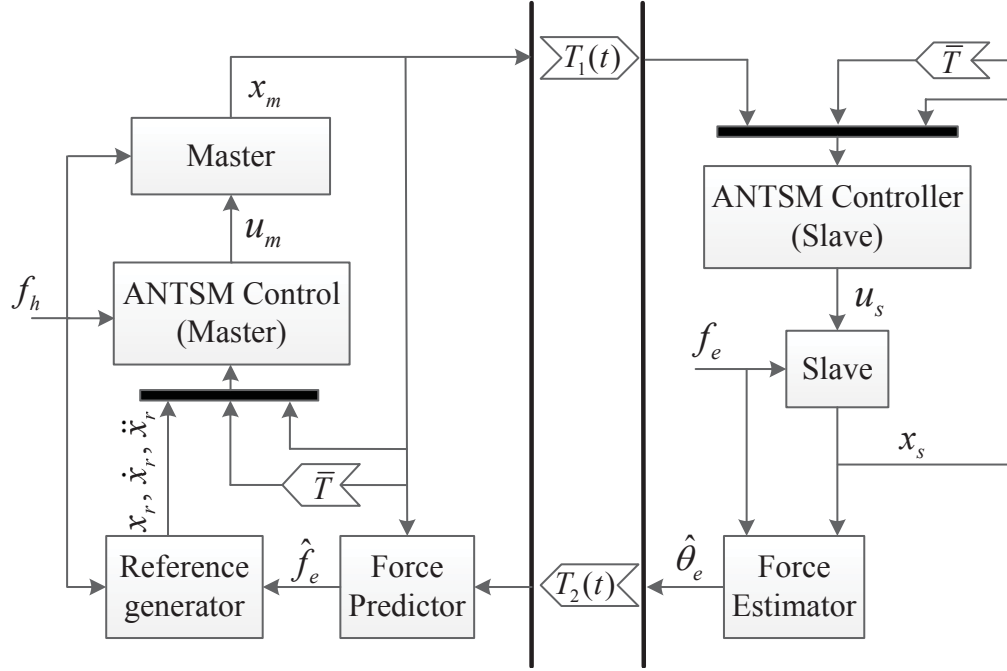 x_m
T_1(t)
T̄
Master
ANTSM Controller
(Slave)
u_m
f_h
ANTSM Control
(Master)
u_s
f_e
Slave
x_r, ẋ_r, ẍ_r
x_s
T̄
Reference
generator
f̂_e
Force
Predictor
T_2(t)
θ̂_e
Force
Estimator